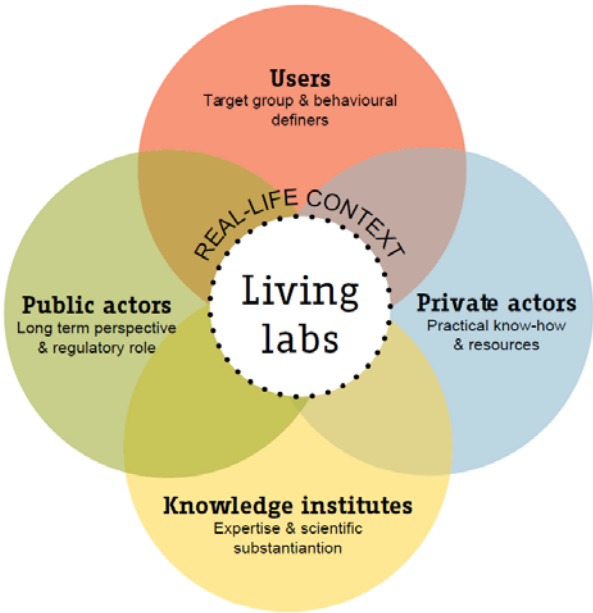 Users
Target group & behavioural
definers
REAL-LIFE CONTEXT
Living
labs
Public actors
Long term perspective
& regulatory role
Private actors
Practical know-how
& resources
Knowledge institutes
Expertise & scientific
substantiantion